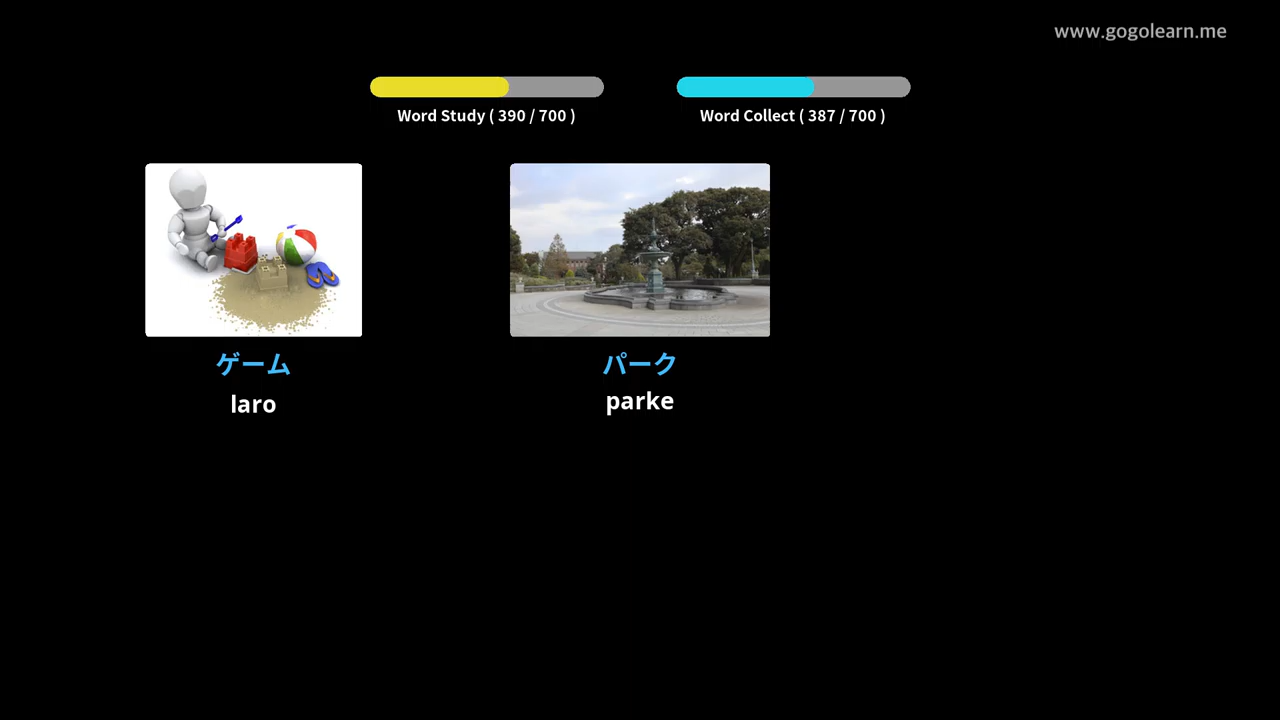 www.gogolearn.me
Word Study ( 390 / 700 )
Word Collect ( 387 / 700 )
ゲーム
laro
パーク
parke